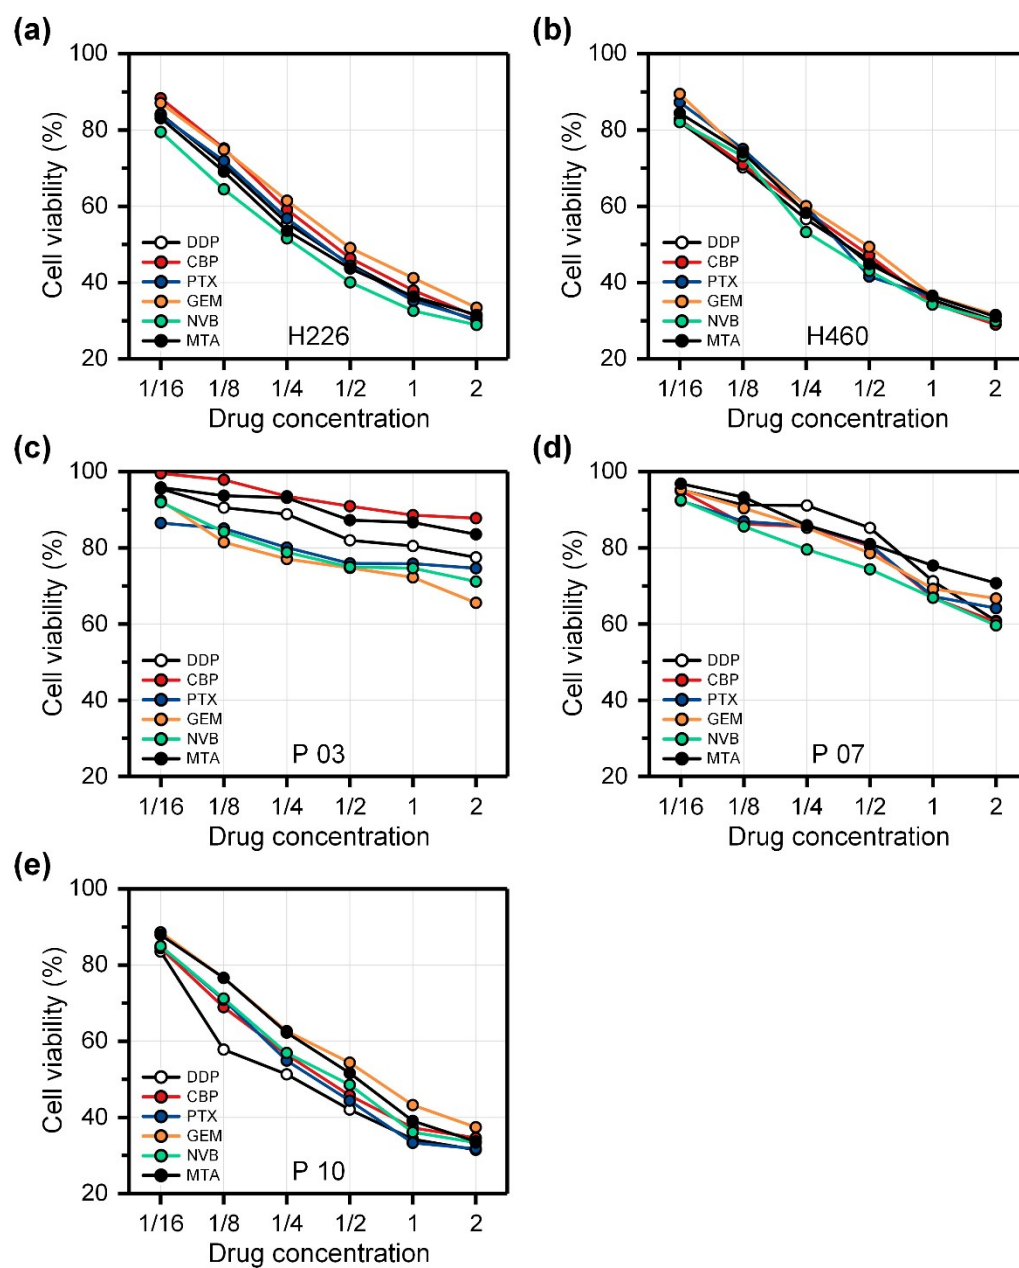 (a)
100
80
60
40
20
Cell viability (%)
DDP
CBP
PTX
GEM
NVB
MTA
H226
1/16 1/8 1/4 1/2 1 2
Drug concentration
(b)
100
80
60
40
20
Cell viability (%)
DDP
CBP
PTX
GEM
NVB
MTA
H460
1/16 1/8 1/4 1/2 1 2
Drug concentration
(c)
100
80
60
40
20
Cell viability (%)
DDP
CBP
PTX
GEM
NVB
MTA
P 03
1/16 1/8 1/4 1/2 1 2
Drug concentration
(d)
100
80
60
40
20
Cell viability (%)
DDP
CBP
PTX
GEM
NVB
MTA
P 07
1/16 1/8 1/4 1/2 1 2
Drug concentration
(e)
100
80
60
40
20
Cell viability (%)
DDP
CBP
PTX
GEM
NVB
MTA
P 10
1/16 1/8 1/4 1/2 1 2
Drug concentration